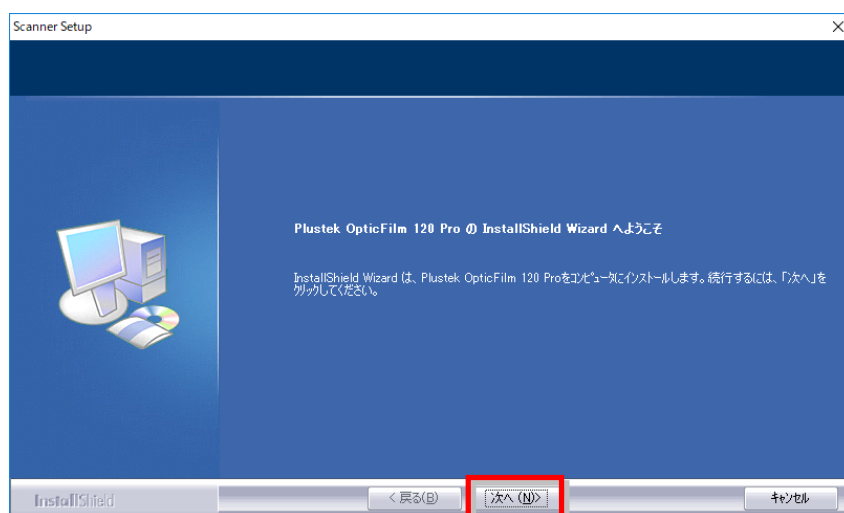 Scanner Setup
Plustek OpticFilm 120 Pro の InstallShield Wizard へようこそ
InstallShield Wizard は、Plustek OpticFilm 120 Proをｺﾝﾋﾟｭｰﾀにｲﾝｽﾄｰﾙします。続行するには、「次へ」を
ｸﾘｯｸしてください。
InstallShield
< 戻る(B)
次へ (N)>
ｷｬﾝｾﾙ